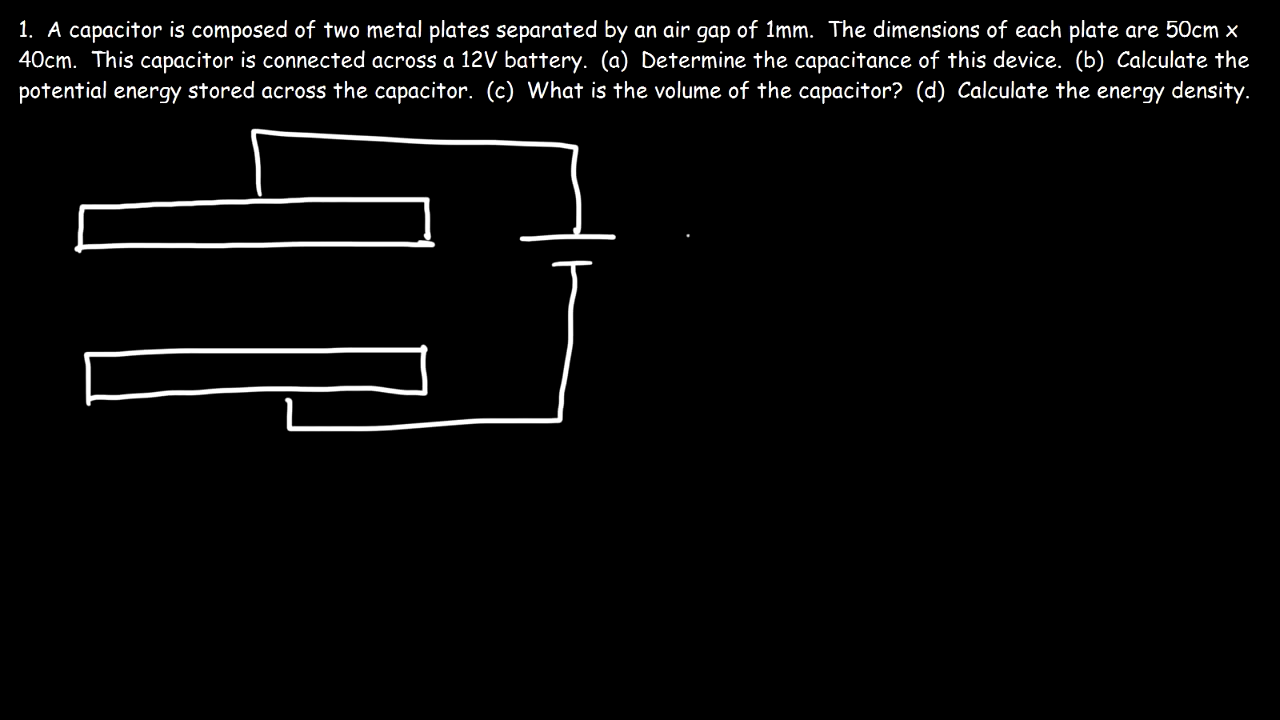 1.  A capacitor is composed of two metal plates separated by an air gap of 1mm.  The dimensions of each plate are 50cm x
40cm.  This capacitor is connected across a 12V battery.  (a)  Determine the capacitance of this device.  (b)  Calculate the
potential energy stored across the capacitor.  (c)  What is the volume of the capacitor?  (d)  Calculate the energy density.